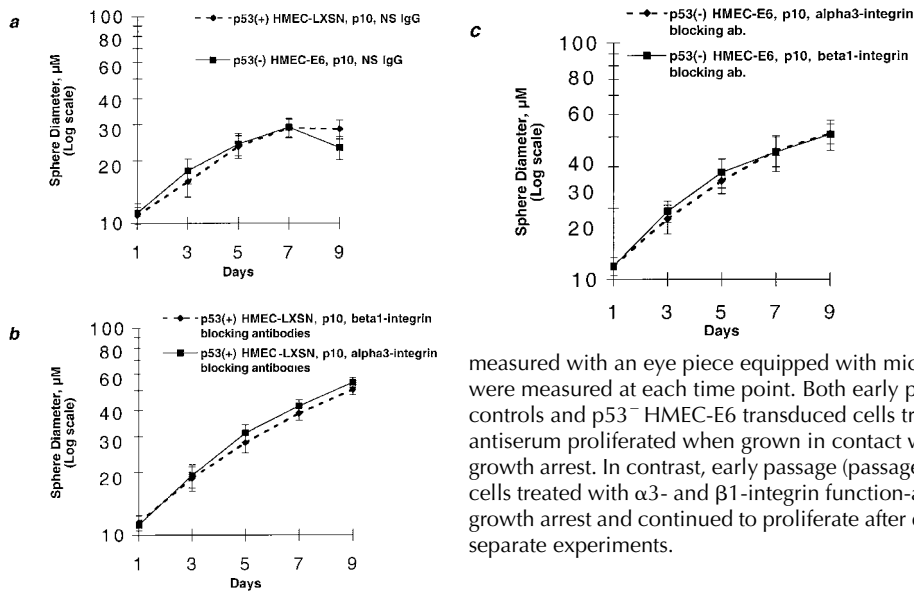 a
p53(+) HMEC-LXSN, p10, NS IgG
p53(-) HMEC-E6, p10, NS IgG
Sphere Diameter, µM
(Log scale)
100
60
40
30
20
10
1 3 5 7 9
Days
b
p53(+) HMEC-LXSN, p10, beta1-integrin
blocking antibodies
p53(+) HMEC-LXSN, p10, alpha3-integrin
blocking antibodies
Sphere Diameter, µM
(Log scale)
100
60
40
30
20
10
1 3 5 7 9
Days
c
p53(-) HMEC-E6, p10, alpha3-integrin
blocking ab.
p53(-) HMEC-E6, p10, beta1-integrin
blocking ab.
Sphere Diameter, µM
(Log scale)
100
60
40
30
20
10
1 3 5 7 9
Days
measured with an eye piece equipped with mic
were measured at each time point. Both early p
controls and p53⁻ HMEC-E6 transduced cells tr
antiserum proliferated when grown in contact w
growth arrest. In contrast, early passage (passage
cells treated with α3- and β1-integrin function-a
growth arrest and continued to proliferate after
separate experiments.